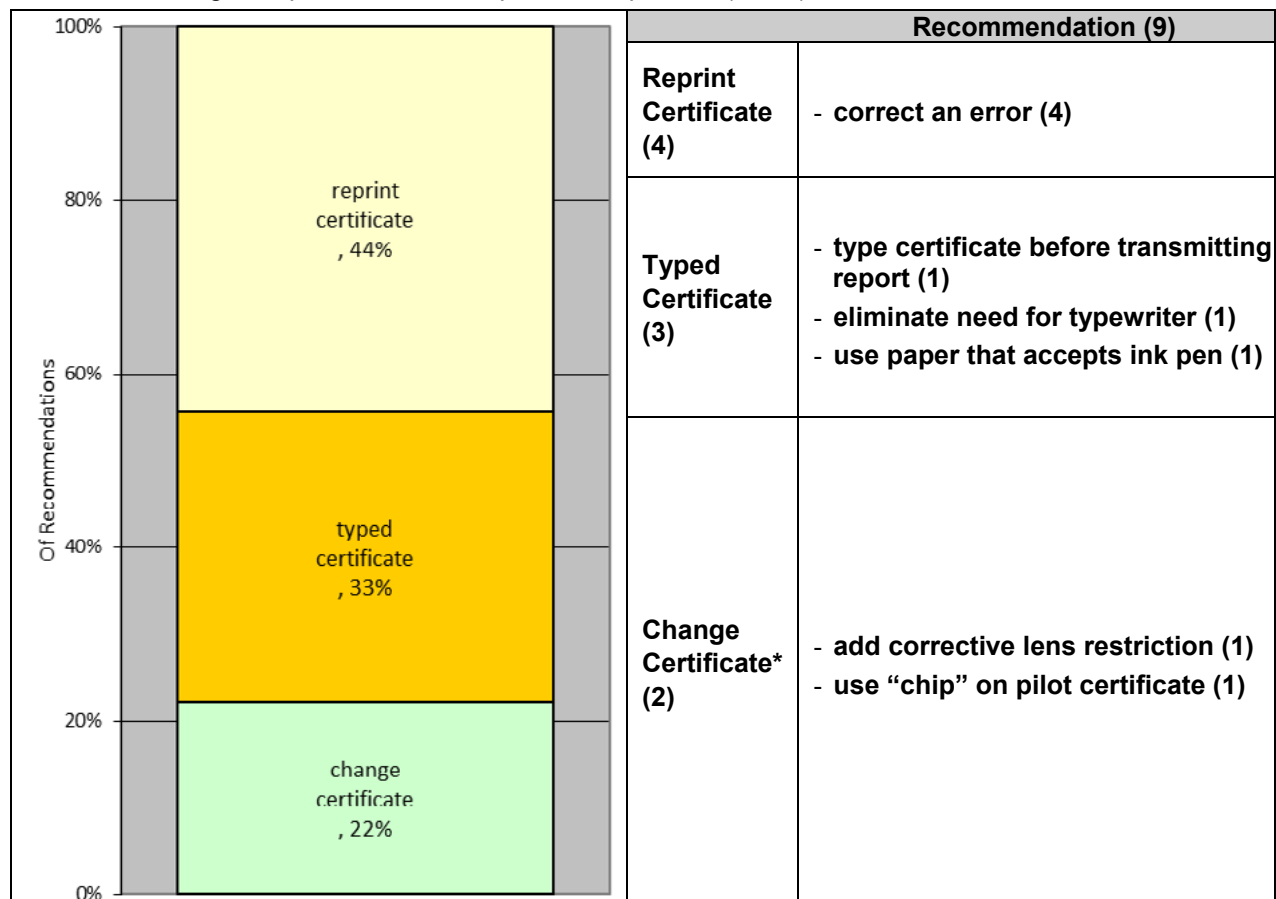 100%
80%
60%
40%
20%
0%
Of Recommendations
reprint
certificate
, 44%
typed
certificate
, 33%
change
certificate
, 22%
Recommendation (9)
Reprint
Certificate
(4)
- correct an error (4)
Typed
Certificate
(3)
- type certificate before transmitting
report (1)
- eliminate need for typewriter (1)
- use paper that accepts ink pen (1)
Change
Certificate*
(2)
- add corrective lens restriction (1)
- use “chip” on pilot certificate (1)